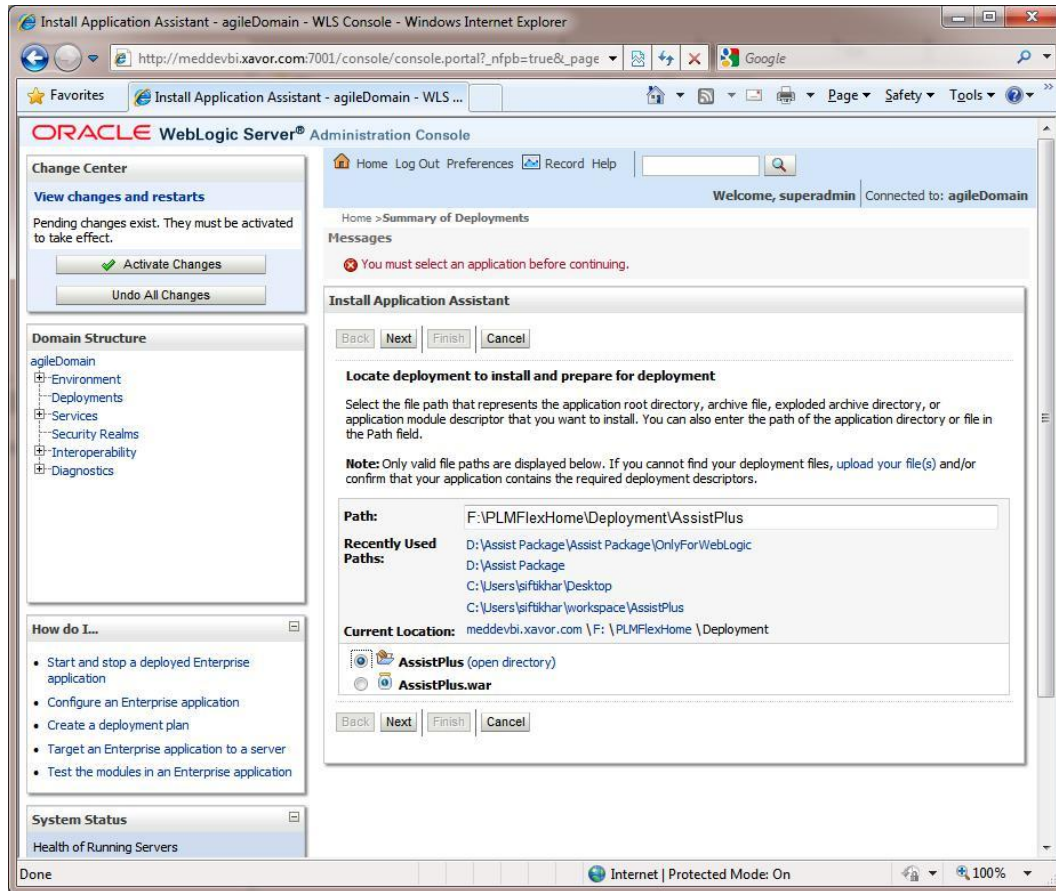 Install Application Assistant - agileDomain - WLS Console - Windows Internet Explorer
http://meddevbi.xavor.com:7001/console/console.portal?_nfpb=true&_page
Google
Favorites
Install Application Assistant - agileDomain - WLS ...
Page
Safety
Tools
ORACLE WebLogic Server® Administration Console
Change Center
View changes and restarts
Pending changes exist. They must be activated
to take effect.
Activate Changes
Undo All Changes
Domain Structure
agileDomain
Environment
Deployments
Services
Security Realms
Interoperability
Diagnostics
How do I...
Start and stop a deployed Enterprise
application
Configure an Enterprise application
Create a deployment plan
Target an Enterprise application to a server
Test the modules in an Enterprise application
System Status
Health of Running Servers
Home Log Out Preferences Record Help
Welcome, superadmin Connected to: agileDomain
Home >Summary of Deployments
Messages
You must select an application before continuing.
Install Application Assistant
Back Next Finish Cancel
Locate deployment to install and prepare for deployment
Select the file path that represents the application root directory, archive file, exploded archive directory, or
application module descriptor that you want to install. You can also enter the path of the application directory or file in
the Path field.
Note: Only valid file paths are displayed below. If you cannot find your deployment files, upload your file(s) and/or
confirm that your application contains the required deployment descriptors.
Path: F:\PLMFlexHome\Deployment\AssistPlus
Recently Used
Paths:
D:\Assist Package\Assist Package\OnlyForWebLogic
D:\Assist Package
C:\Users\siftikhar\Desktop
C:\Users\siftikhar\workspace\AssistPlus
Current Location: meddevbi.xavor.com \ F: \ PLMFlexHome \ Deployment
AssistPlus (open directory)
AssistPlus.war
Back Next Finish Cancel
Done
Internet | Protected Mode: On
100%